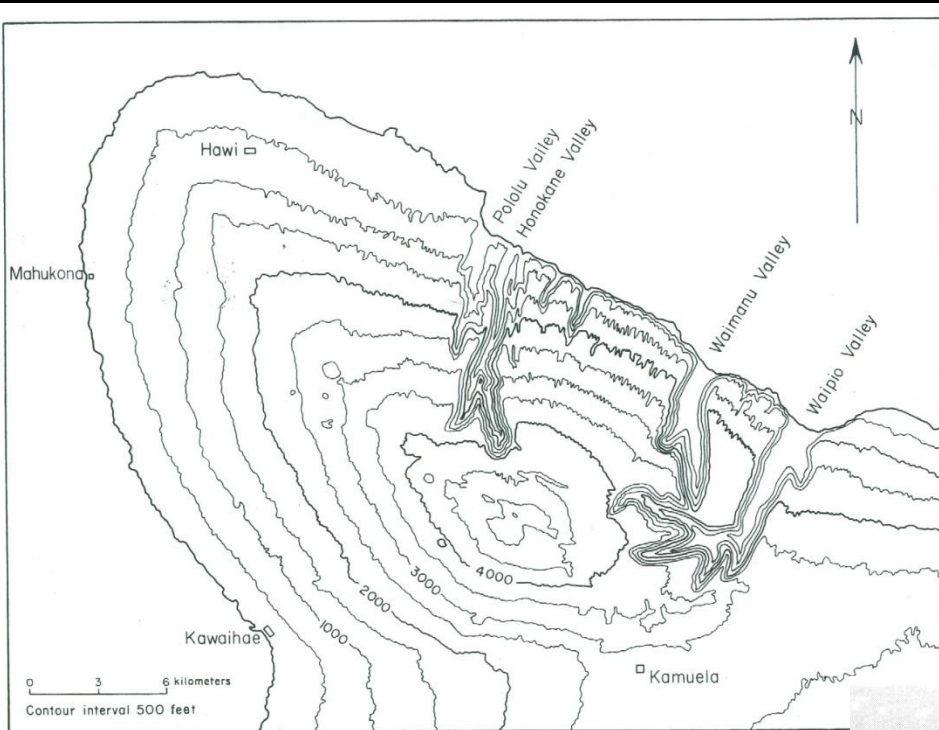 N
Hawi
Pololu Vailey
Honokane Valley
Mahukona
Waimanu Valley
Waipio Valley
4000
3000
2000
1000
Kawaihae
Kamuela
0 3 6 kilometers
Contour interval 500 feet